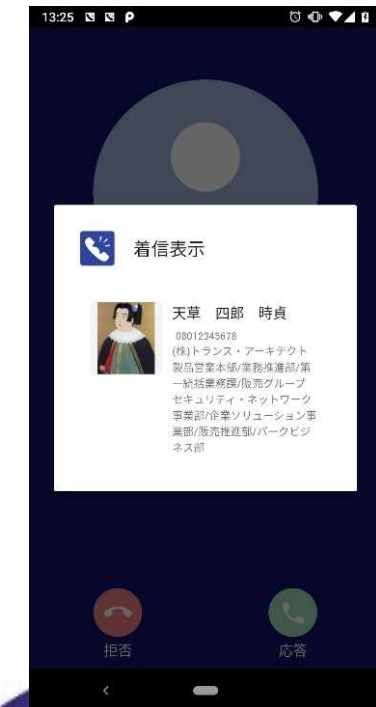 13:25
着信表示
天草 四郎 時貞
08012345678
(株)トランス・アーキテクト
製品営業本部/業務推進部/第
一統括業務課/販売グループ
セキュリティ・ネットワーク
事業部/企業ソリューション事
業部/販売推進部/パークビジ
ネス部
拒否
応答